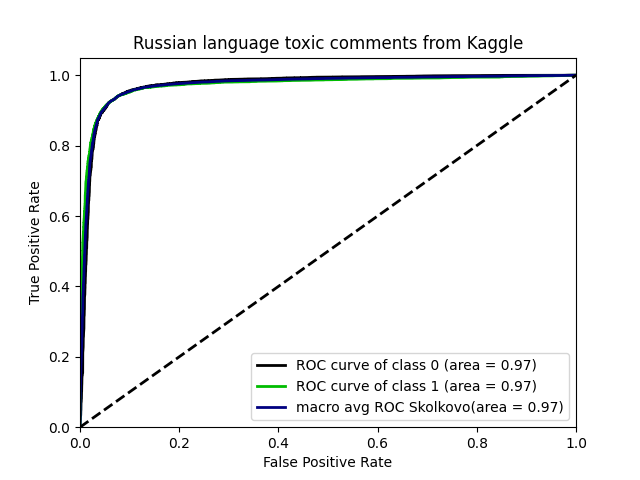 Russian language toxic comments from Kaggle
1.0
0.8
0.6
0.4
0.2
0.0
True Positive Rate
ROC curve of class 0 (area = 0.97)
ROC curve of class 1 (area = 0.97)
macro avg ROC Skolkovo(area = 0.97)
0.0 0.2 0.4 0.6 0.8 1.0
False Positive Rate